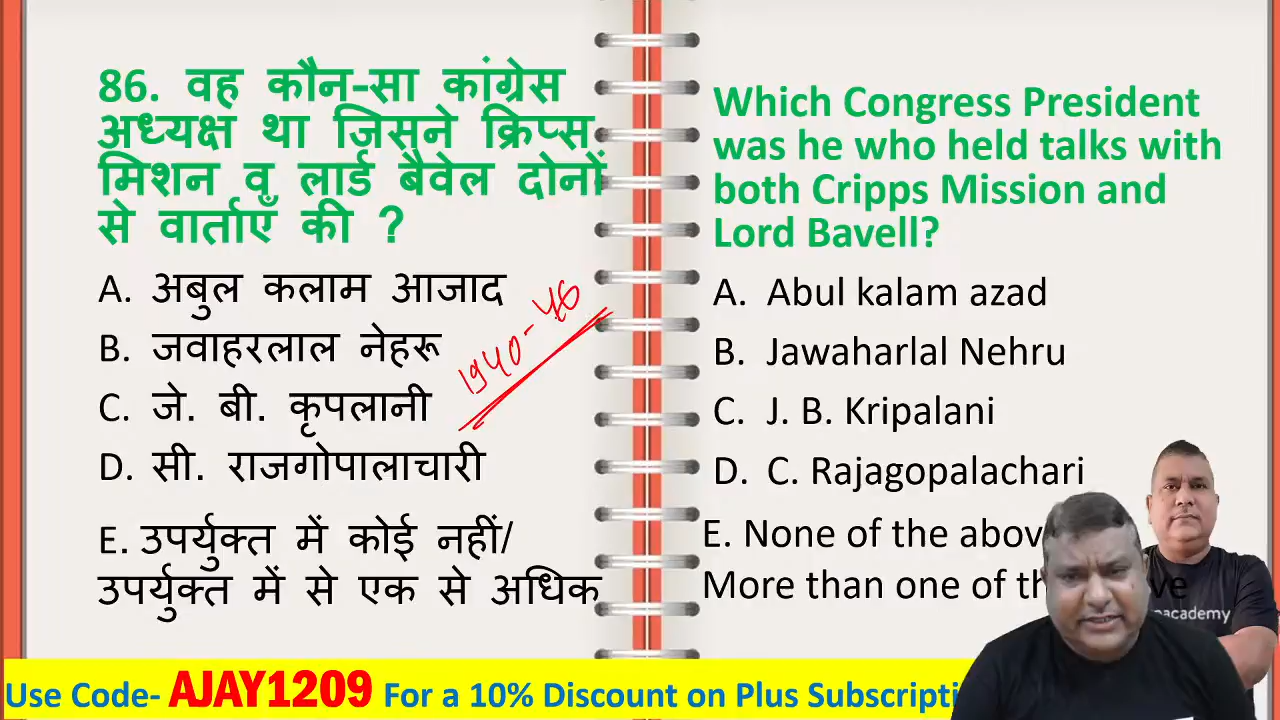 86. वह कौन-सा कांग्रेस
अध्यक्ष था जिसने क्रिप्स
मिशन व लार्ड बैवेल दोनों
से वार्ताएँ की ?
A. अबुल कलाम आजाद
B. जवाहरलाल नेहरू
C. जे. बी. कृपलानी
D. सी. राजगोपालाचारी
E. उपर्युक्त में कोई नहीं/
उपर्युक्त में से एक से अधिक
1940-46
Which Congress President
was he who held talks with
both Cripps Mission and
Lord Bavell?
A. Abul kalam azad
B. Jawaharlal Nehru
C. J. B. Kripalani
D. C. Rajagopalachari
E. None of the abov
More than one of th ve
academy
Use Code- AJAY1209 For a 10% Discount on Plus Subscripti